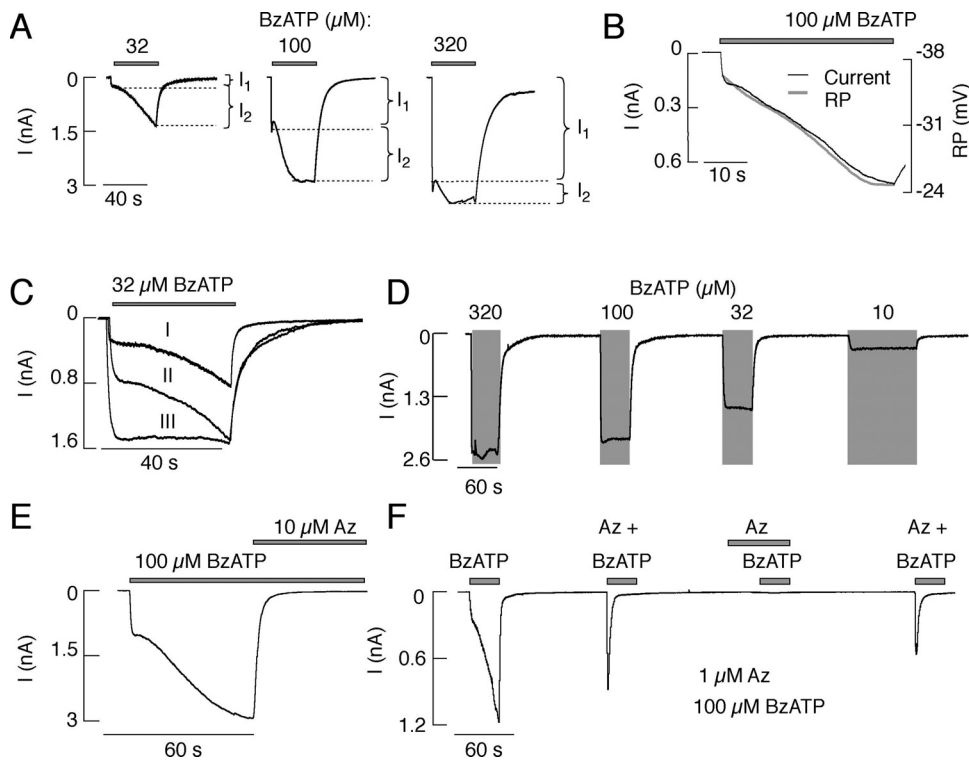 A
BzATP (µM):
32
100
320
0
1.5
3
I (nA)
40 s
I1
I2
I1
I2
I1
I2
B
100 µM BzATP
0
0.3
0.6
I (nA)
Current
RP
10 s
-38
-31
-24
RP (mV)
C
32 µM BzATP
0
0.8
1.6
I (nA)
I
II
III
40 s
D
BzATP (µM)
320
100
32
10
0
1.3
2.6
I (nA)
60 s
E
10 µM Az
100 µM BzATP
0
1.5
3
I (nA)
60 s
F
Az +
Az
Az +
BzATP
BzATP
BzATP
BzATP
0
0.6
1.2
I (nA)
1 µM Az
100 µM BzATP
60 s